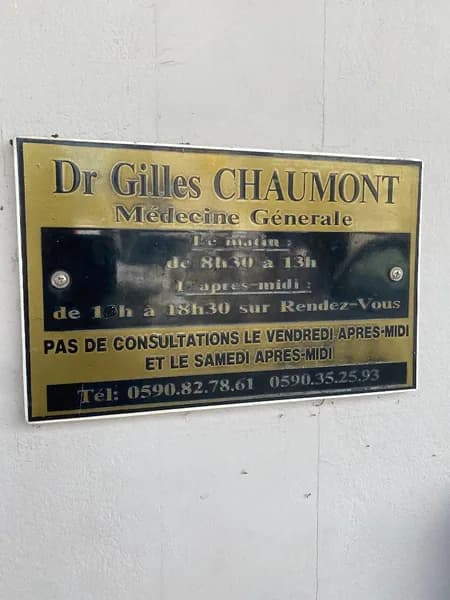 Dr Gilles CHAUMONT
Médecine Génerale
Le matin :
de 8h30 à 13h
L'apres-midi :
de à 18h30 sur Rendez-Vous
PAS DE CONSULTATIONS LE VENDREDI APRES-MIDI
ET LE SAMEDI APRES-MIDI
Tél: 0590.82.78.61 0590.35.25.93